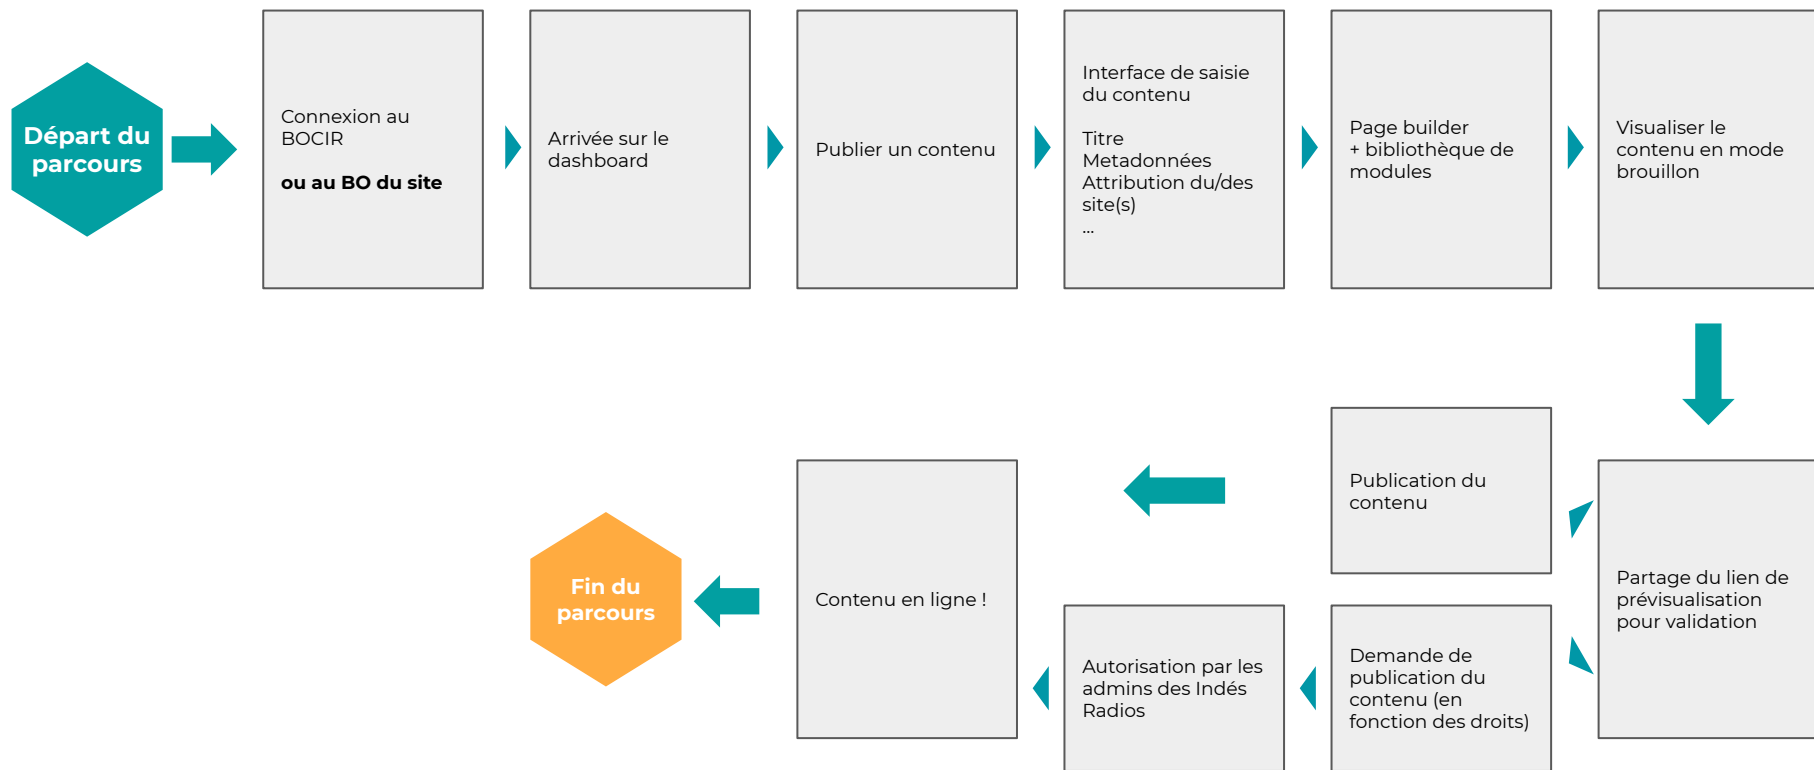 Départ du
parcours
Connexion au
BOCIR
ou au BO du site
Arrivée sur le
dashboard
Publier un contenu
Interface de saisie
du contenu
Titre
Metadonnées
Attribution du/des
site(s)
...
Page builder
+ bibliothèque de
modules
Visualiser le
contenu en mode
brouillon
Partage du lien de
prévisualisation
pour validation
Publication du
contenu
Demande de
publication du
contenu (en
fonction des droits)
Autorisation par les
admins des Indés
Radios
Contenu en ligne !
Fin du
parcours